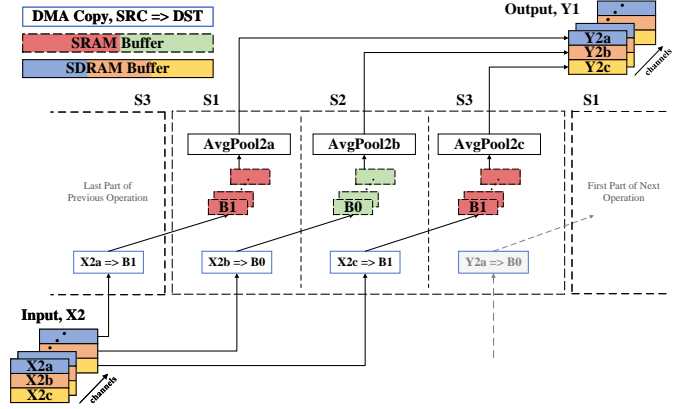 DMA Copy, SRC => DST
SRAM Buffer
SDRAM Buffer
Output, Y1
Y2a
Y2b
Y2c
channels
S3
S1
S2
S3
S1
AvgPool2a
AvgPool2b
AvgPool2c
Last Part of
Previous Operation
First Part of Next
Operation
B1
B0
B1
X2a => B1
X2b => B0
X2c => B1
Y2a => B0
Input, X2
X2a
X2b
X2c
channels